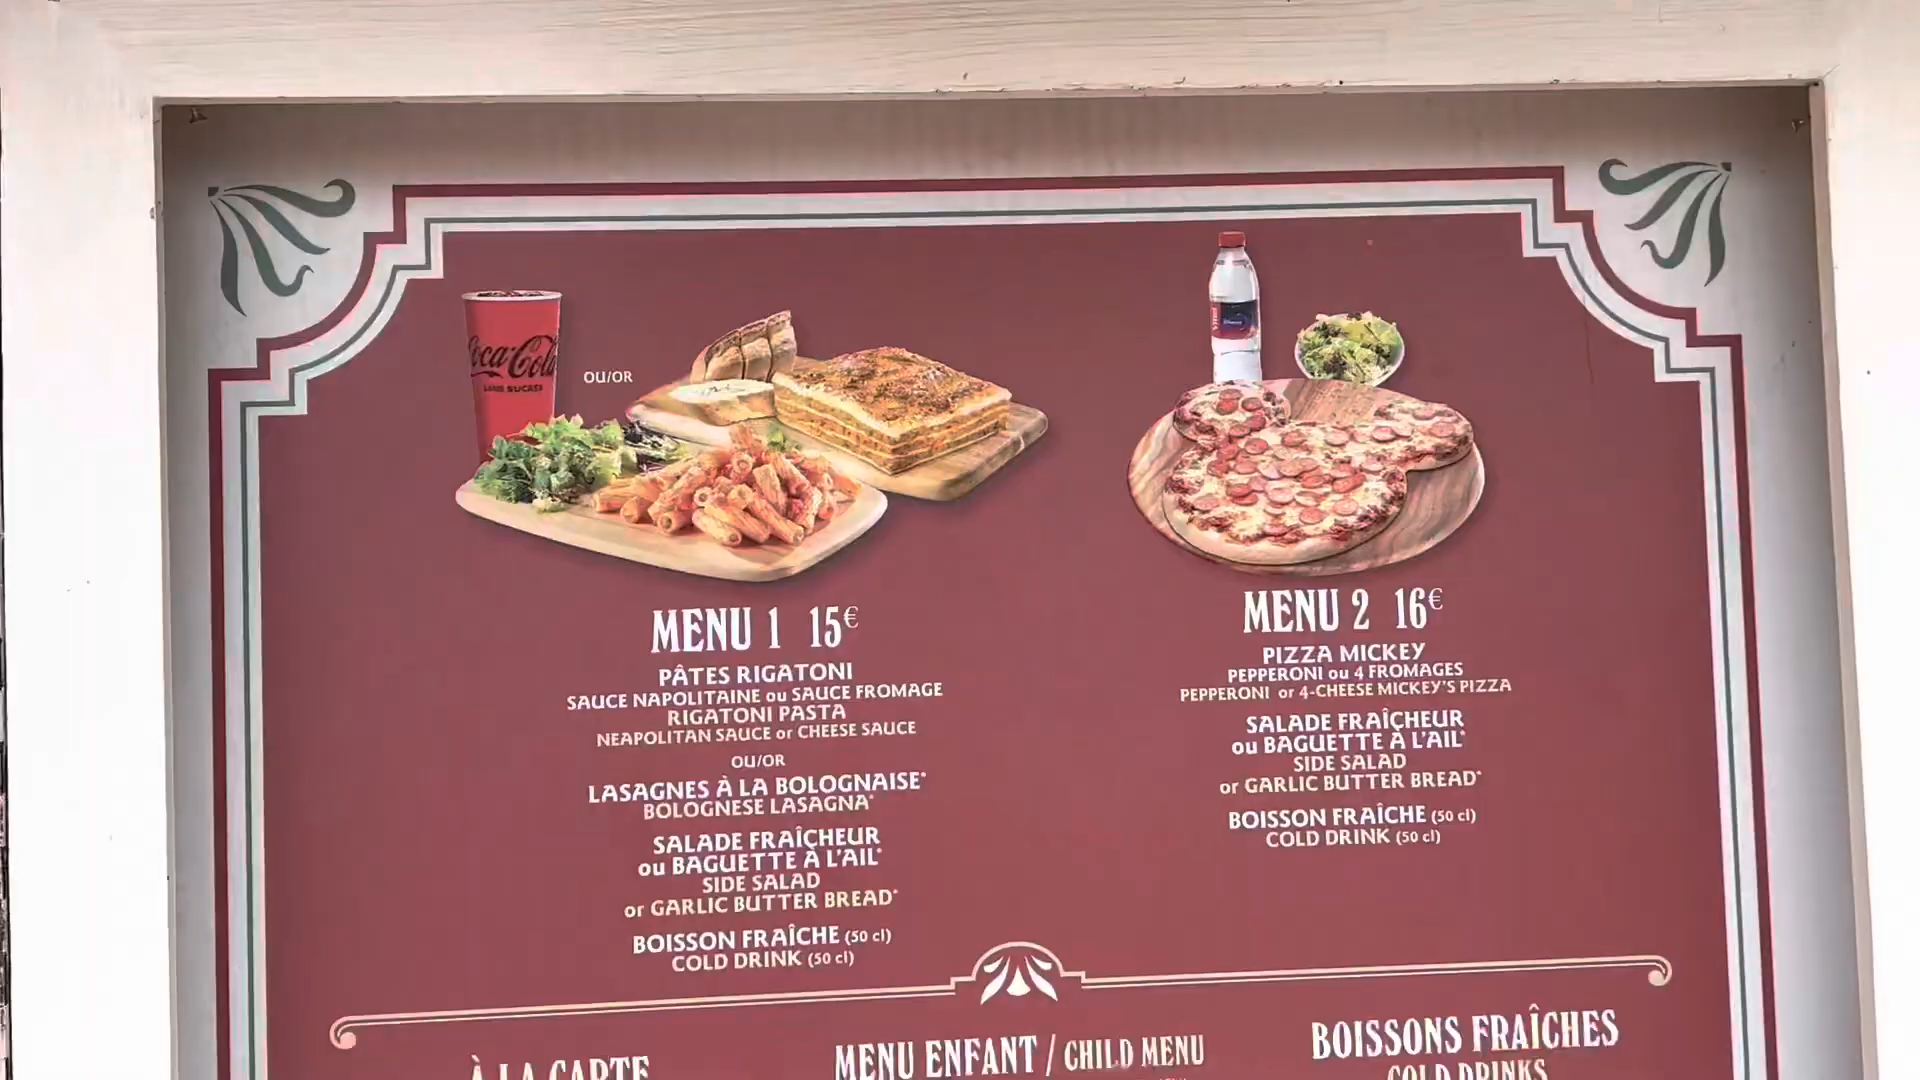 Coca-Cola
SANS SUCRES
OU/OR
Vittel
MENU 1 15€
PÂTES RIGATONI
SAUCE NAPOLITAINE ou SAUCE FROMAGE
RIGATONI PASTA
NEAPOLITAN SAUCE or CHEESE SAUCE
OU/OR
LASAGNES À LA BOLOGNAISE*
BOLOGNESE LASAGNA*
SALADE FRAÎCHEUR
ou BAGUETTE À L'AIL*
SIDE SALAD
or GARLIC BUTTER BREAD*
BOISSON FRAÎCHE (50 cl)
COLD DRINK (50 cl)
MENU 2 16€
PIZZA MICKEY
PEPPERONI ou 4 FROMAGES
PEPPERONI or 4-CHEESE MICKEY'S PIZZA
SALADE FRAÎCHEUR
ou BAGUETTE À L'AIL*
SIDE SALAD
or GARLIC BUTTER BREAD*
BOISSON FRAÎCHE (50 cl)
COLD DRINK (50 cl)
À LA CARTE
MENU ENFANT / CHILD MENU
BOISSONS FRAÎCHES
COLD DRINKS